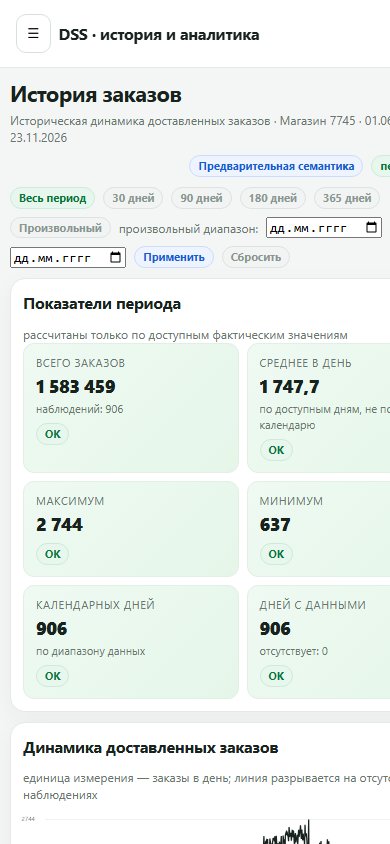 ☰ DSS · история и аналитика
История заказов
Историческая динамика доставленных заказов · Магазин 7745 · 01.06
23.11.2026
Предварительная семантика
Весь период 30 дней 90 дней 180 дней 365 дней
Произвольный произвольный диапазон: дд.мм.гггг
дд.мм.гггг Применить Сбросить
Показатели периода
рассчитаны только по доступным фактическим значениям
ВСЕГО ЗАКАЗОВ
1 583 459
наблюдений: 906
OK
СРЕДНЕЕ В ДЕНЬ
1 747,7
по доступным дням, не по
календарю
OK
МАКСИМУМ
2 744
OK
МИНИМУМ
637
OK
КАЛЕНДАРНЫХ ДНЕЙ
906
по диапазону данных
OK
ДНЕЙ С ДАННЫМИ
906
отсутствует: 0
OK
Динамика доставленных заказов
единица измерения — заказы в день; линия разрывается на отсут
наблюдениях
2744